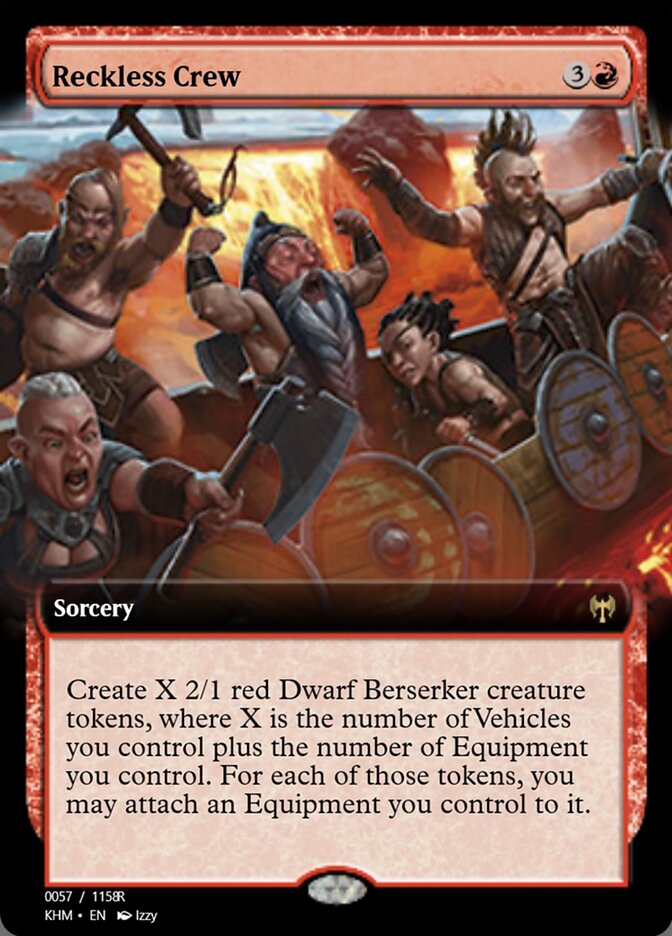 Reckless Crew 3
Sorcery
Create X 2/1 red Dwarf Berserker creature
tokens, where X is the number of Vehicles
you control plus the number of Equipment
you control. For each of those tokens, you
may attach an Equipment you control to it.
0057 / 1158R
KHM • EN Izzy